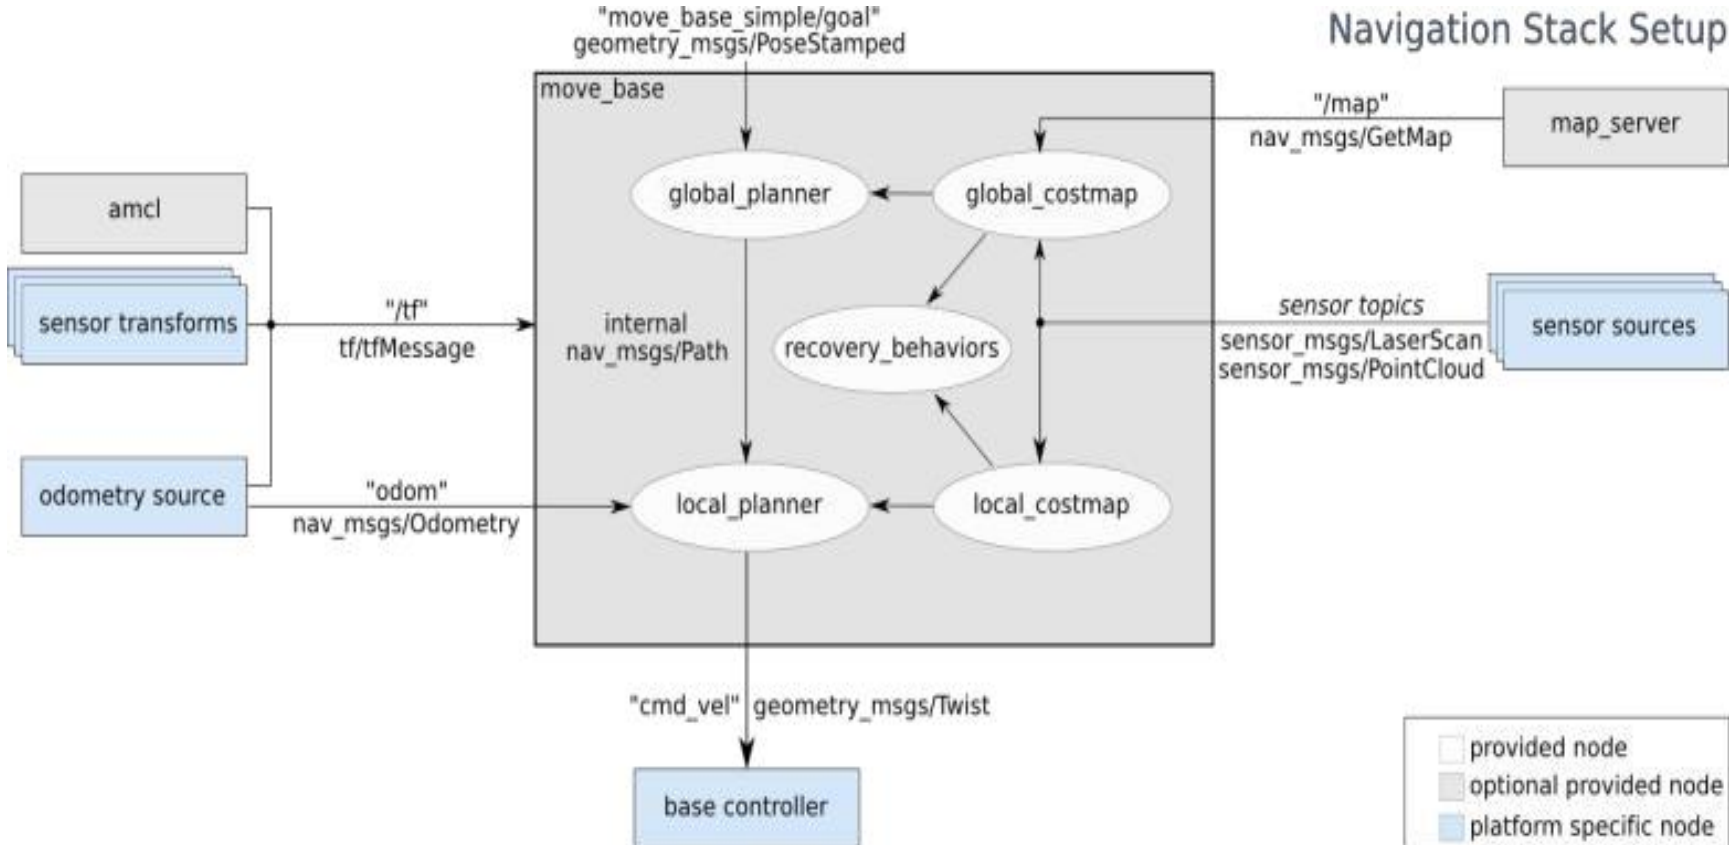 "move_base_simple/goal"
geometry_msgs/PoseStamped
Navigation Stack Setup
move_base
"/map"
nav_msgs/GetMap
map_server
amcl
global_planner
global_costmap
sensor transforms
"/tf"
tf/tfMessage
internal
nav_msgs/Path
recovery_behaviors
sensor topics
sensor_msgs/LaserScan
sensor_msgs/PointCloud
sensor sources
odometry source
"odom"
nav_msgs/Odometry
local_planner
local_costmap
"cmd_vel" geometry_msgs/Twist
base controller
provided node
optional provided node
platform specific node